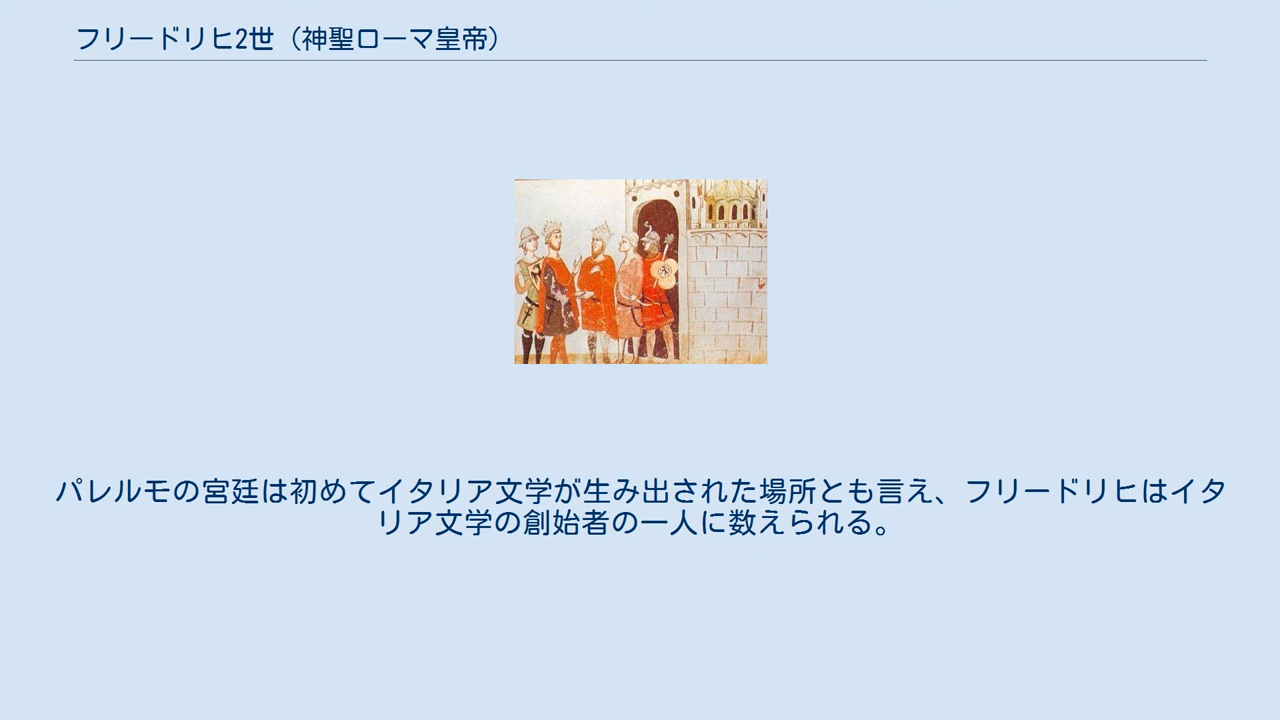 フリードリヒ2世（神聖ローマ皇帝）
パレルモの宮廷は初めてイタリア文学が生み出された場所とも言え、フリードリヒはイタ
リア文学の創始者の一人に数えられる。